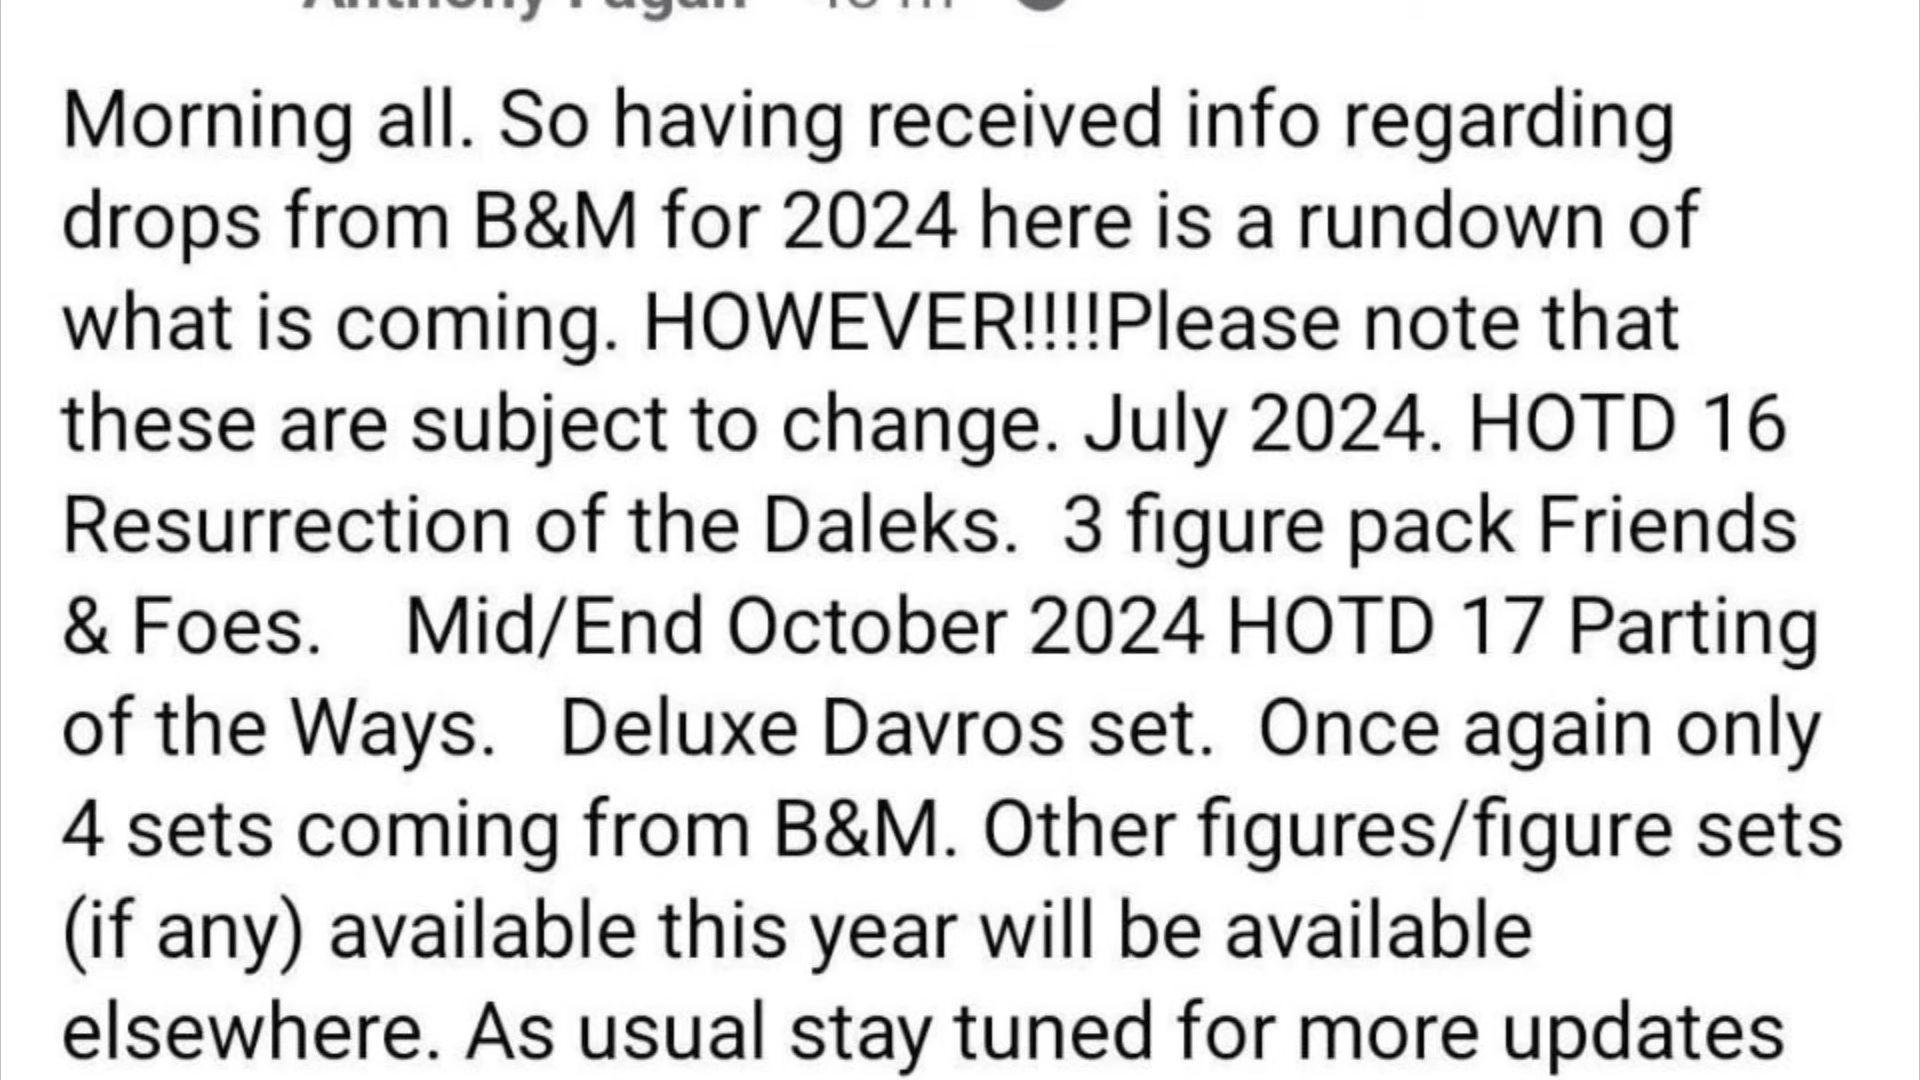 Morning all. So having received info regarding
drops from B&M for 2024 here is a rundown of
what is coming. HOWEVER!!!!Please note that
these are subject to change. July 2024. HOTD 16
Resurrection of the Daleks.  3 figure pack Friends
& Foes.    Mid/End October 2024 HOTD 17 Parting
of the Ways.   Deluxe Davros set.  Once again only
4 sets coming from B&M. Other figures/figure sets
(if any) available this year will be available
elsewhere. As usual stay tuned for more updates